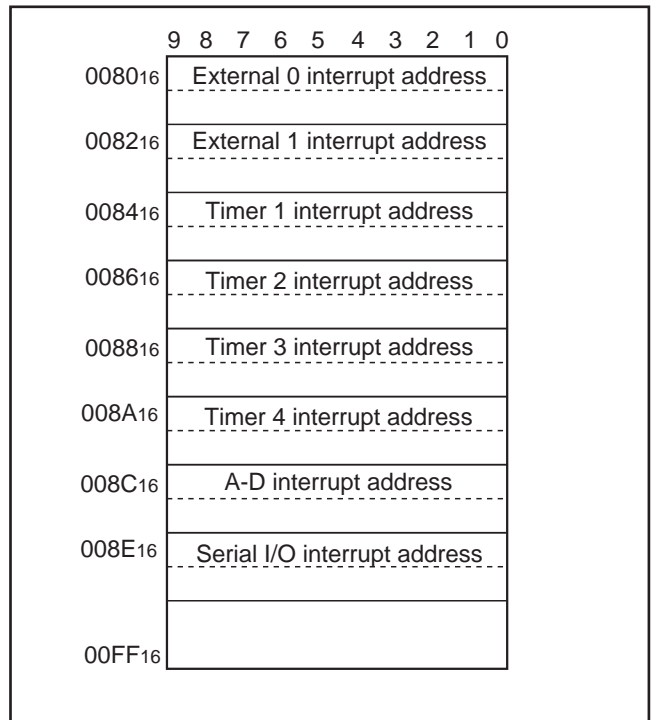 9 8 7 6 5 4 3 2 1 0
008016 External 0 interrupt address
008216 External 1 interrupt address
008416 Timer 1 interrupt address
008616 Timer 2 interrupt address
008816 Timer 3 interrupt address
008A16 Timer 4 interrupt address
008C16 A-D interrupt address
008E16 Serial I/O interrupt address
00FF16